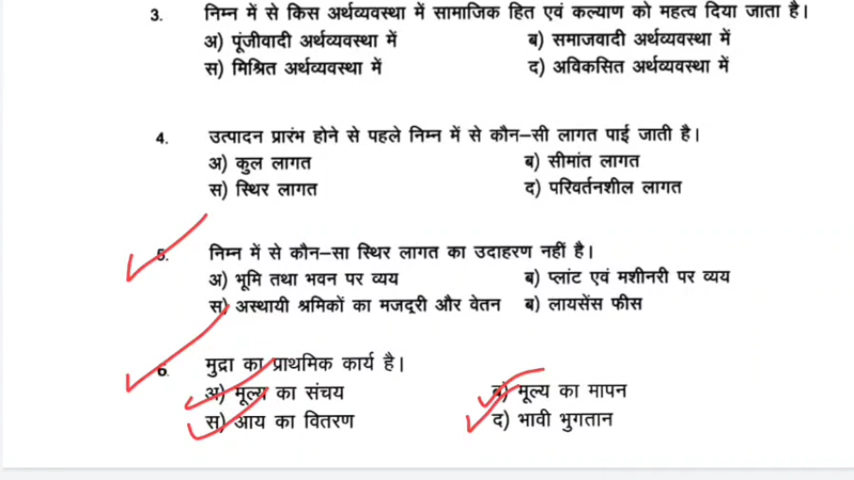 3. निम्न में से किस अर्थव्यवस्था में सामाजिक हित एवं कल्याण को महत्व दिया जाता है।
अ) पूंजीवादी अर्थव्यवस्था में ब) समाजवादी अर्थव्यवस्था में
स) मिश्रित अर्थव्यवस्था में द) अविकसित अर्थव्यवस्था में
4. उत्पादन प्रारंभ होने से पहले निम्न में से कौन–सी लागत पाई जाती है।
अ) कुल लागत ब) सीमांत लागत
स) स्थिर लागत द) परिवर्तनशील लागत
5. निम्न में से कौन–सा स्थिर लागत का उदाहरण नहीं है।
अ) भूमि तथा भवन पर व्यय ब) प्लांट एवं मशीनरी पर व्यय
स) अस्थायी श्रमिकों का मजदूरी और वेतन ब) लायसेंस फीस
6. मुद्रा का प्राथमिक कार्य है।
अ) मूल्य का संचय ब) मूल्य का मापन
स) आय का वितरण द) भावी भुगतान